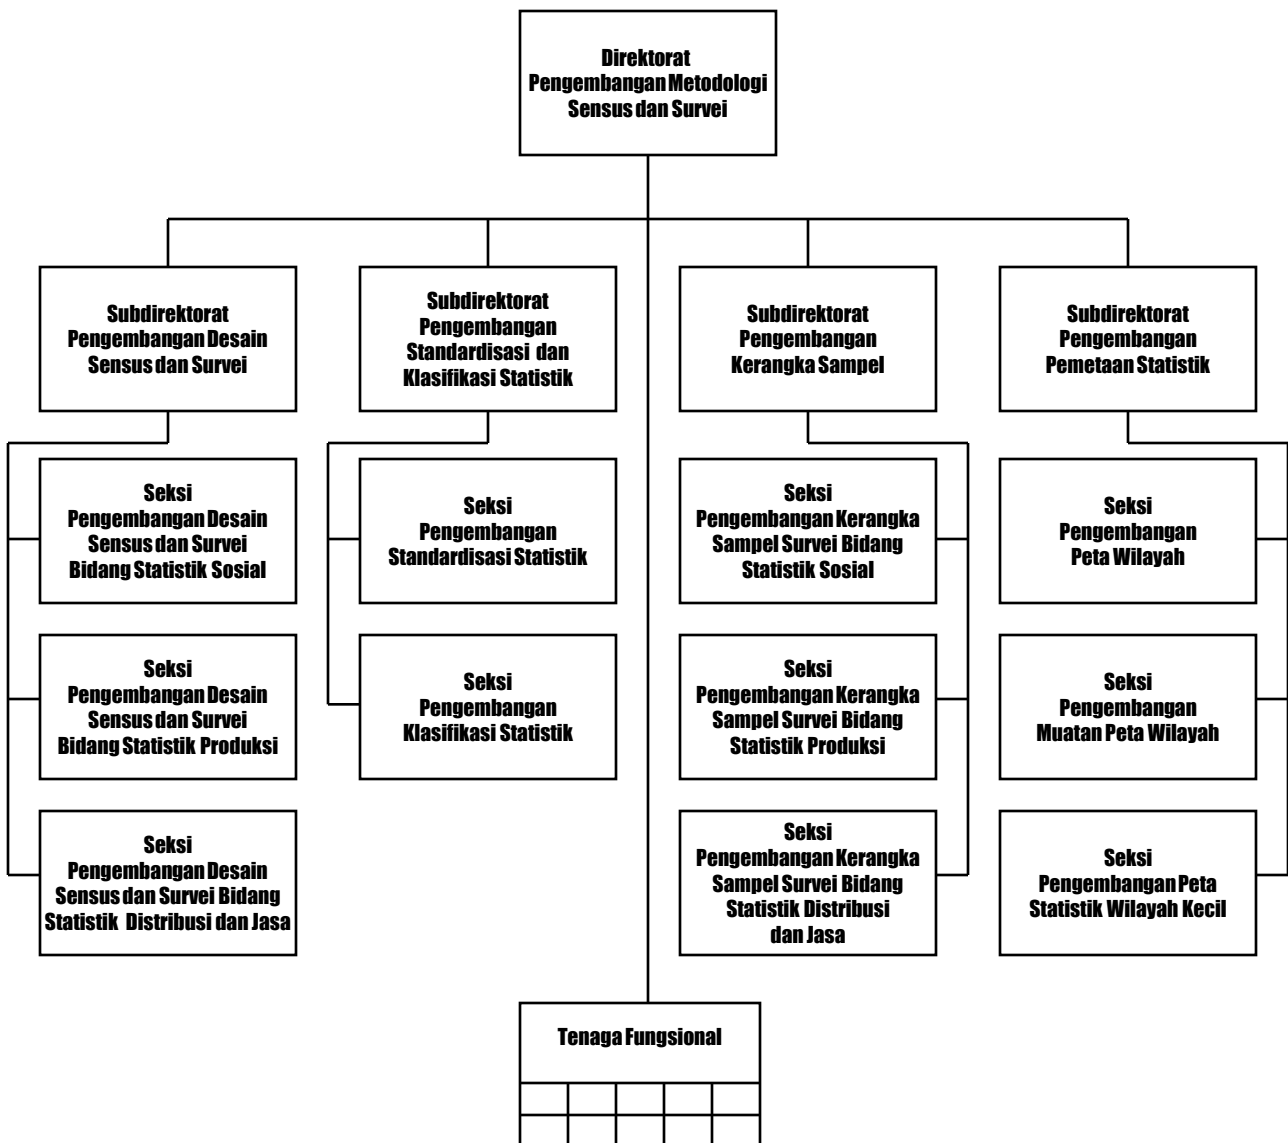 Direktorat
Pengembangan Metodologi
Sensus dan Survei
Subdirektorat
Pengembangan Desain
Sensus dan Survei
Subdirektorat
Pengembangan
Standardisasi dan
Klasifikasi Statistik
Subdirektorat
Pengembangan
Kerangka Sampel
Subdirektorat
Pengembangan
Pemetaan Statistik
Seksi
Pengembangan Desain
Sensus dan Survei
Bidang Statistik Sosial
Seksi
Pengembangan
Standardisasi Statistik
Seksi
Pengembangan Kerangka
Sampel Survei Bidang
Statistik Sosial
Seksi
Pengembangan
Peta Wilayah
Seksi
Pengembangan Desain
Sensus dan Survei
Bidang Statistik Produksi
Seksi
Pengembangan
Klasifikasi Statistik
Seksi
Pengembangan Kerangka
Sampel Survei Bidang
Statistik Produksi
Seksi
Pengembangan
Muatan Peta Wilayah
Seksi
Pengembangan Desain
Sensus dan Survei Bidang
Statistik Distribusi dan Jasa
Seksi
Pengembangan Kerangka
Sampel Survei Bidang
Statistik Distribusi
dan Jasa
Seksi
Pengembangan Peta
Statistik Wilayah Kecil
Tenaga Fungsional